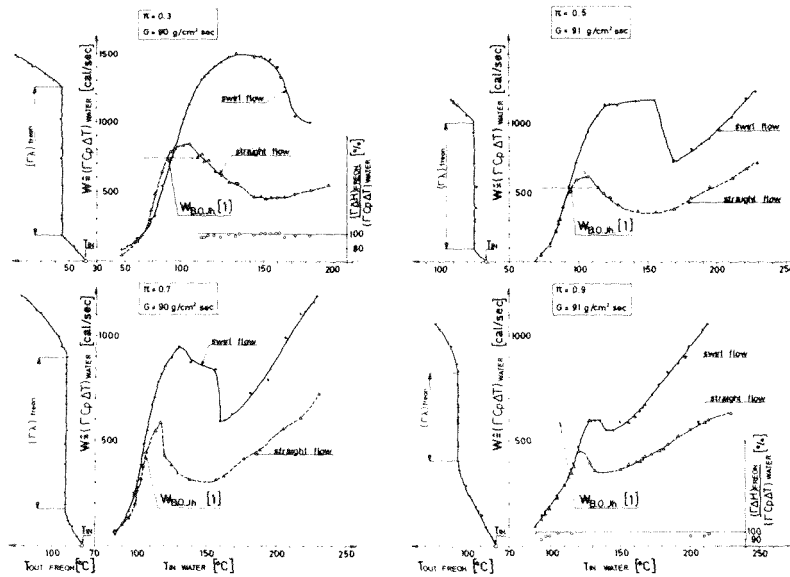 π = 0.3
G = 90 g/cm² sec
W=(ΓCpΔT)WATER [cal/sec]
1500
1000
500
(Γλ) freon
swirl flow
straight flow
WB.O.Jh [1]
(ΓΔH)FREON
(ΓCpΔT)WATER
[%]
100
80
TIN
50
30
50
100
150
200
π = 0.5
G = 91 g/cm² sec
W=(ΓCpΔT)WATER [cal/sec]
1000
500
(Γλ) freon
swirl flow
straight flow
WB.O.Jh [1]
TIN
100
50
50
100
150
200
250
π = 0.7
G = 90 g/cm² sec
W=(ΓCpΔT)WATER [cal/sec]
1000
500
(Γλ) freon
swirl flow
straight flow
WB.O.Jh [1]
TIN
100
70
100
150
200
250
TOUT FREON [°C]
TIN WATER [°C]
π = 0.9
G = 91 g/cm² sec
W=(ΓCpΔT)WATER [cal/sec]
1000
500
(Γλ) freon
swirl flow
straight flow
WB.O.Jh [1]
(ΓΔH)FREON
(ΓCpΔT)WATER
[%]
100
80
TIN
100
70
100
150
200
250
TOUT FREON [°C]
TIN WATER [°C]